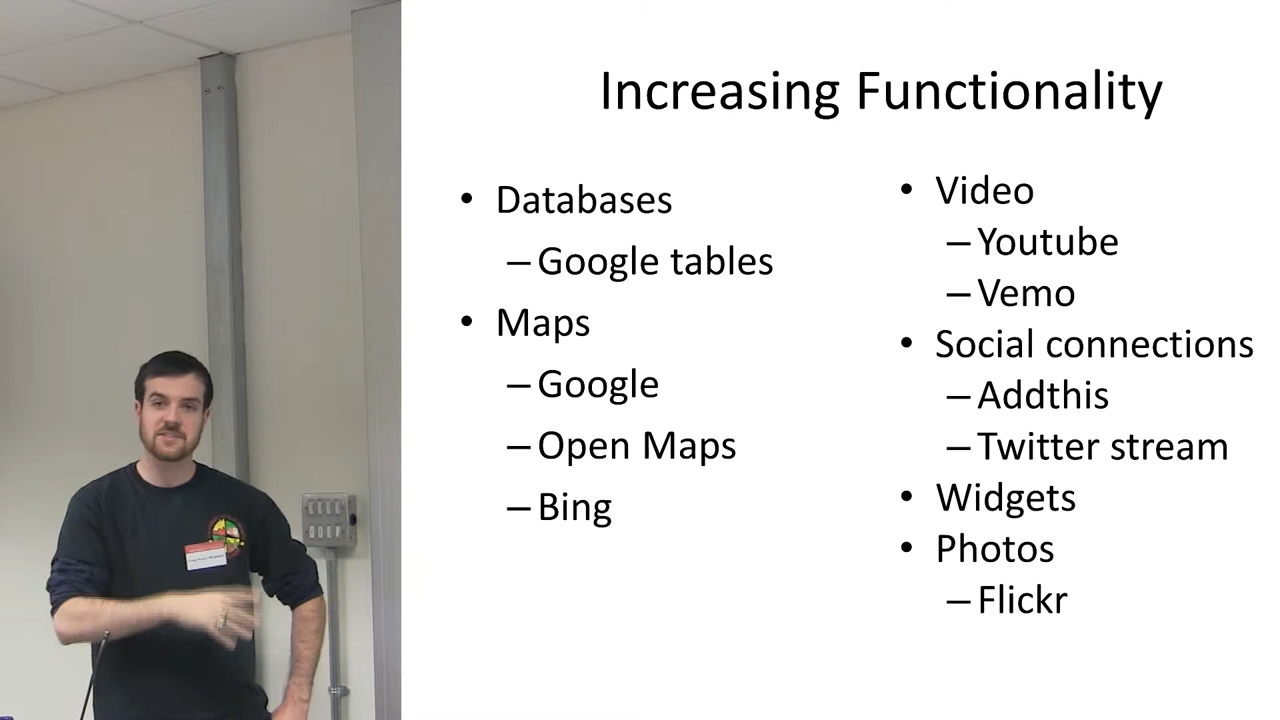 Increasing Functionality
• Databases
– Google tables
• Maps
– Google
– Open Maps
– Bing
• Video
– Youtube
– Vemo
• Social connections
– Addthis
– Twitter stream
• Widgets
• Photos
– Flickr